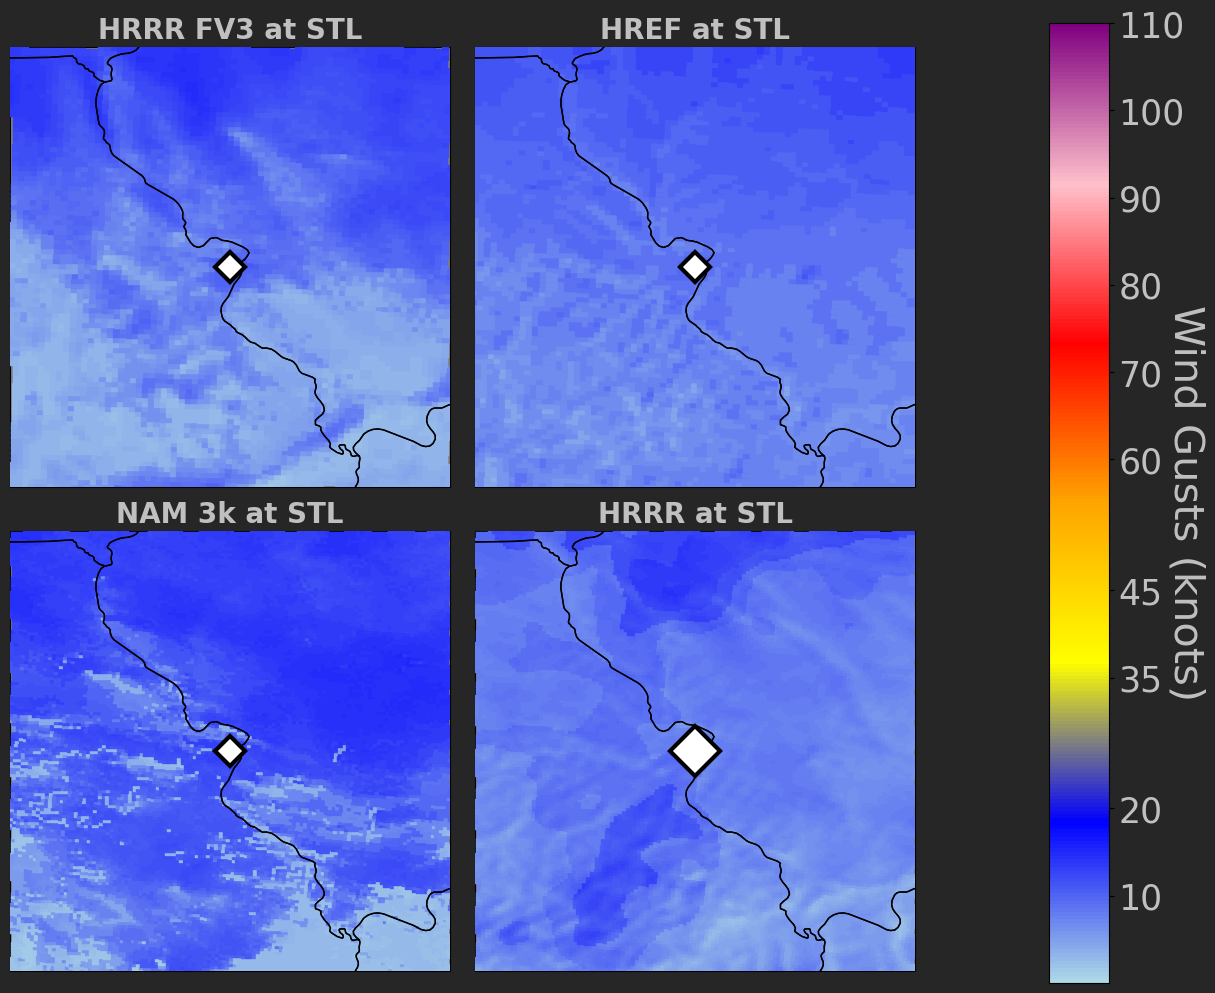 HRRR FV3 at STL
HREF at STL
NAM 3k at STL
HRRR at STL
110
100
90
80
70
60
45
35
20
10
Wind Gusts (knots)